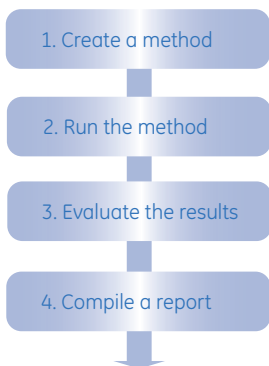 1. Create a method
2. Run the method
3. Evaluate the results
4. Compile a report